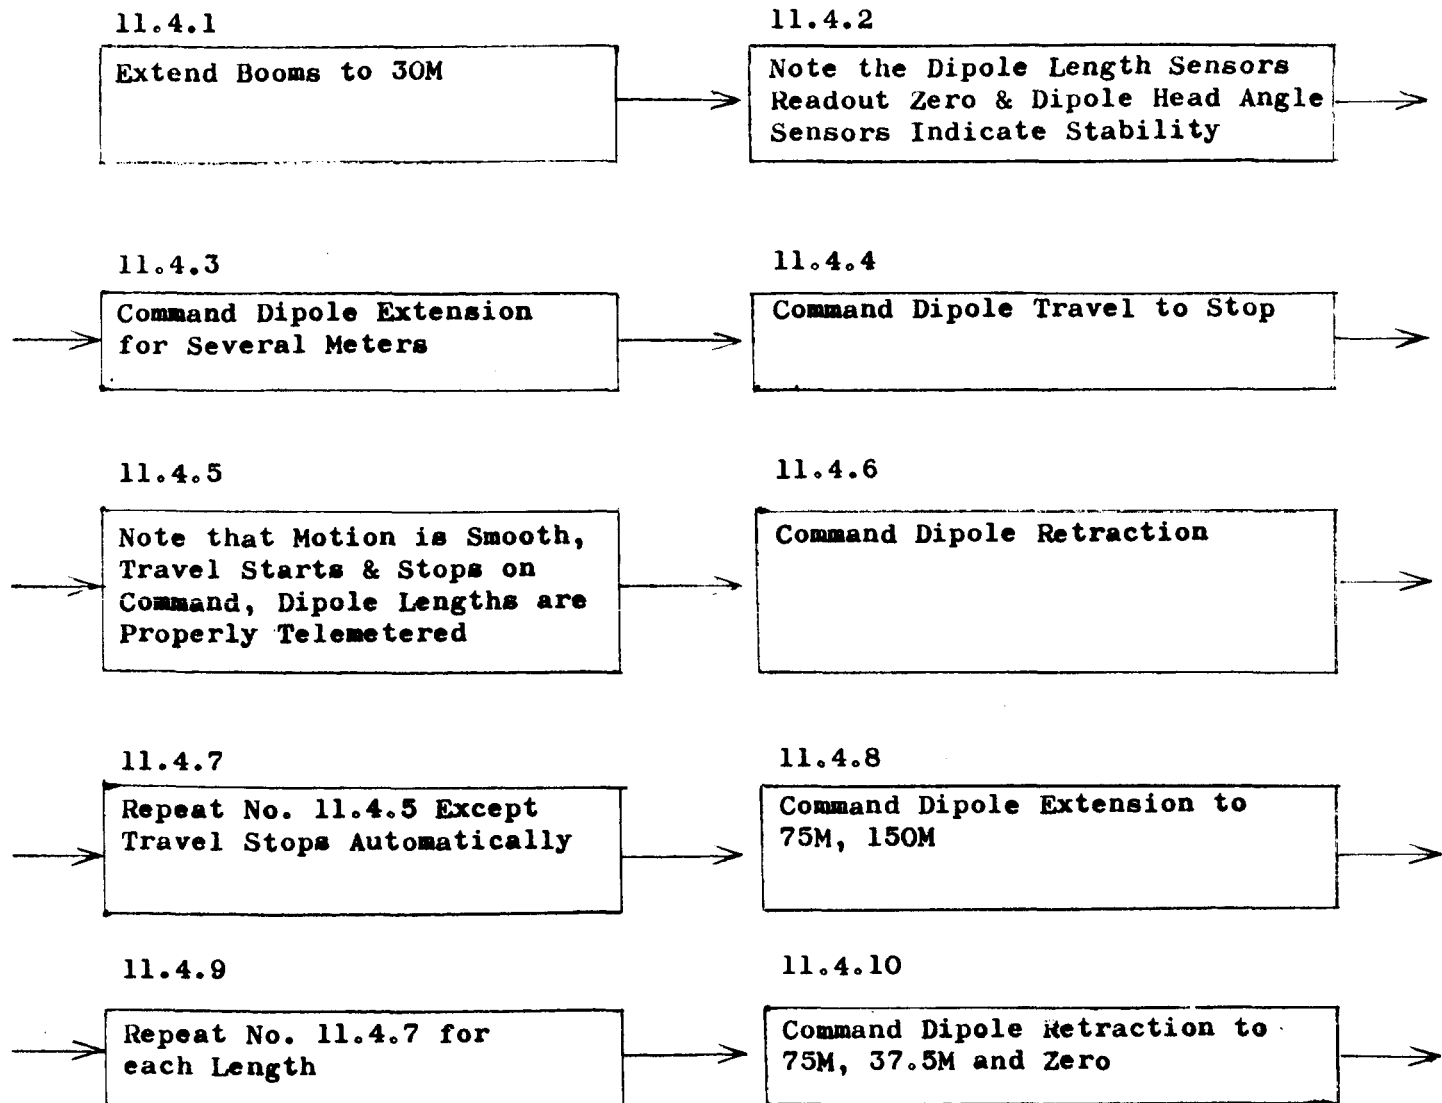 11.4.1
Extend Booms to 30M
11.4.2
Note the Dipole Length Sensors
Readout Zero & Dipole Head Angle
Sensors Indicate Stability
11.4.3
Command Dipole Extension
for Several Meters
11.4.4
Command Dipole Travel to Stop
11.4.5
Note that Motion is Smooth,
Travel Starts & Stops on
Command, Dipole Lengths are
Properly Telemetered
11.4.6
Command Dipole Retraction
11.4.7
Repeat No. 11.4.5 Except
Travel Stops Automatically
11.4.8
Command Dipole Extension to
75M, 150M
11.4.9
Repeat No. 11.4.7 for
each Length
11.4.10
Command Dipole Retraction to
75M, 37.5M and Zero